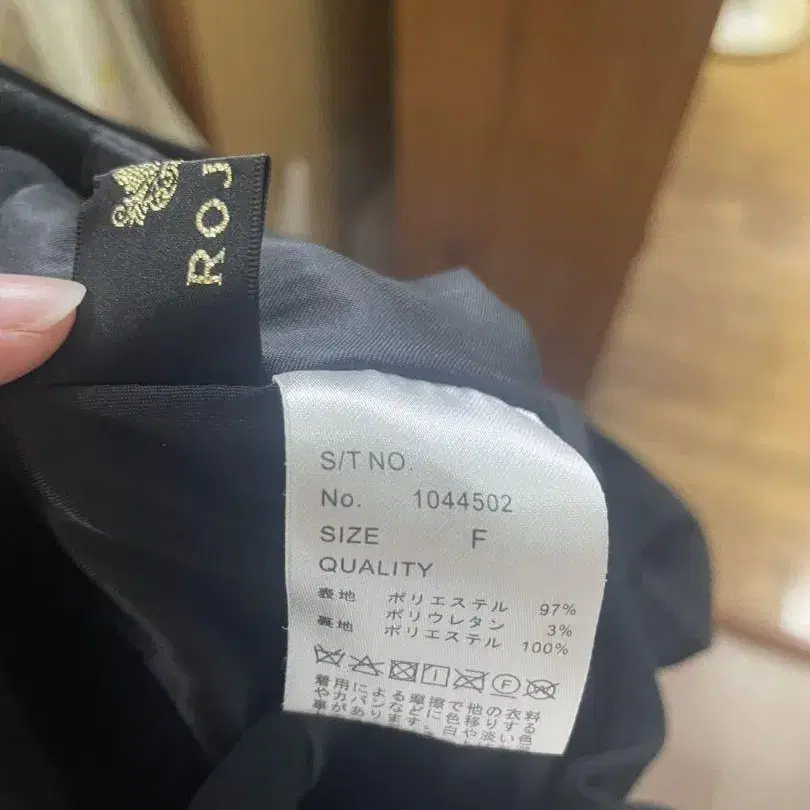 ROJ
S/T NO.
No. 1044502
SIZE F
QUALITY
表地 ポリエステル 97%
ポリウレタン 3%
裏地 ポリエステル 100%
F W
着用による摩擦で他の衣料
やカバンなどに色移りする
事があります。白や淡い色